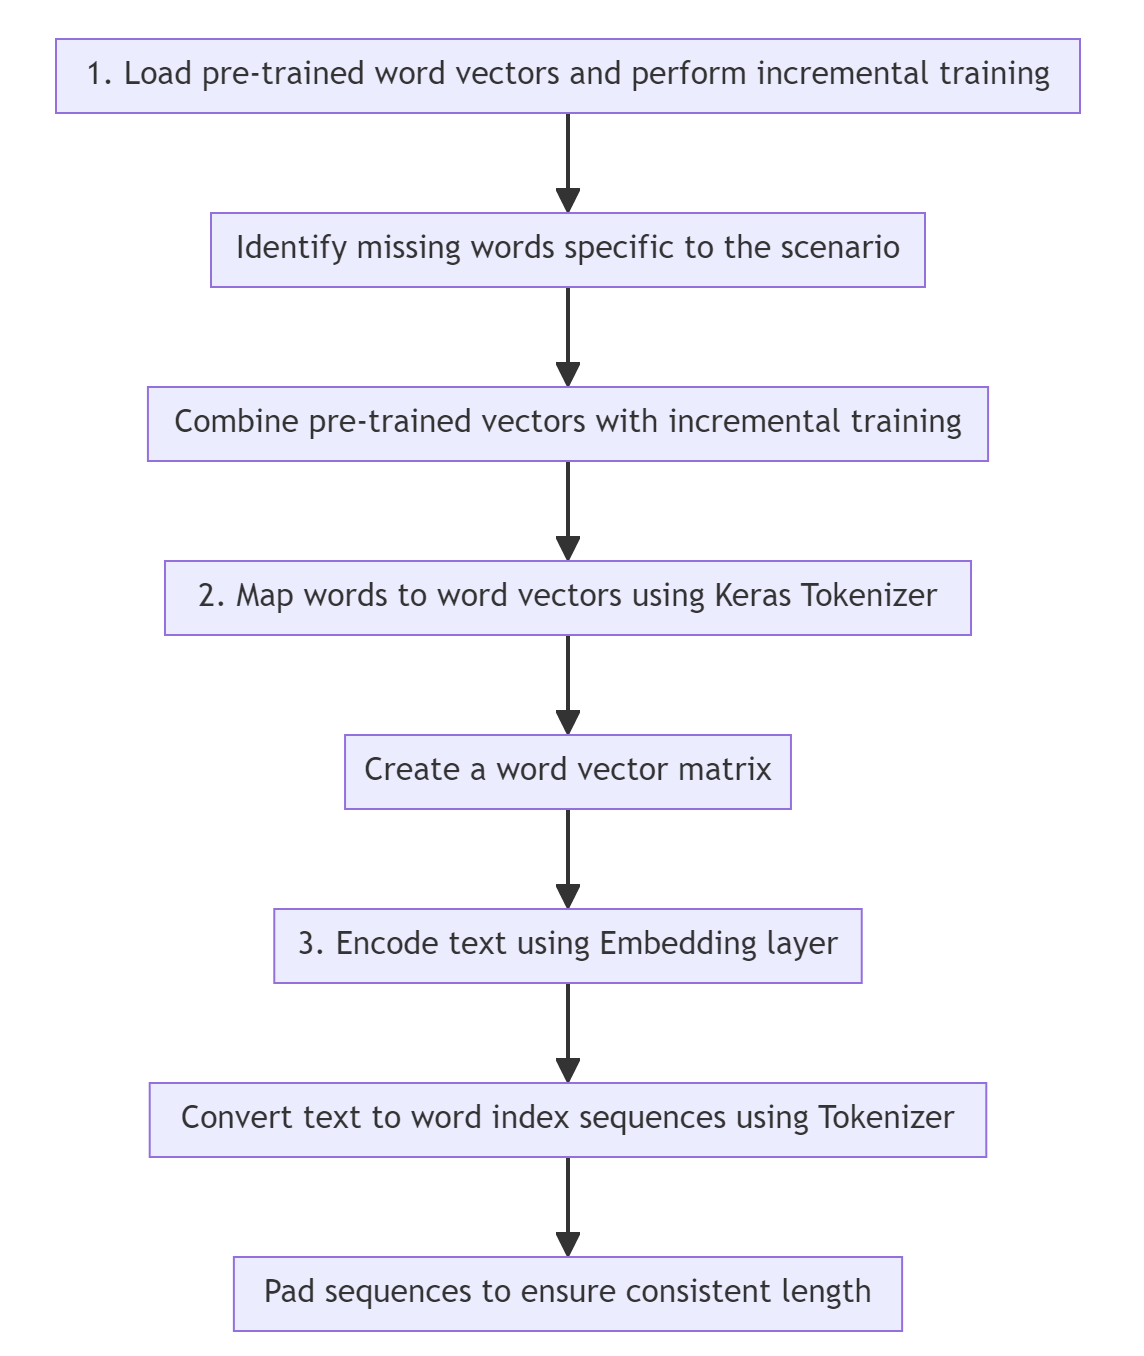 1. Load pre-trained word vectors and perform incremental training
Identify missing words specific to the scenario
Combine pre-trained vectors with incremental training
2. Map words to word vectors using Keras Tokenizer
Create a word vector matrix
3. Encode text using Embedding layer
Convert text to word index sequences using Tokenizer
Pad sequences to ensure consistent length